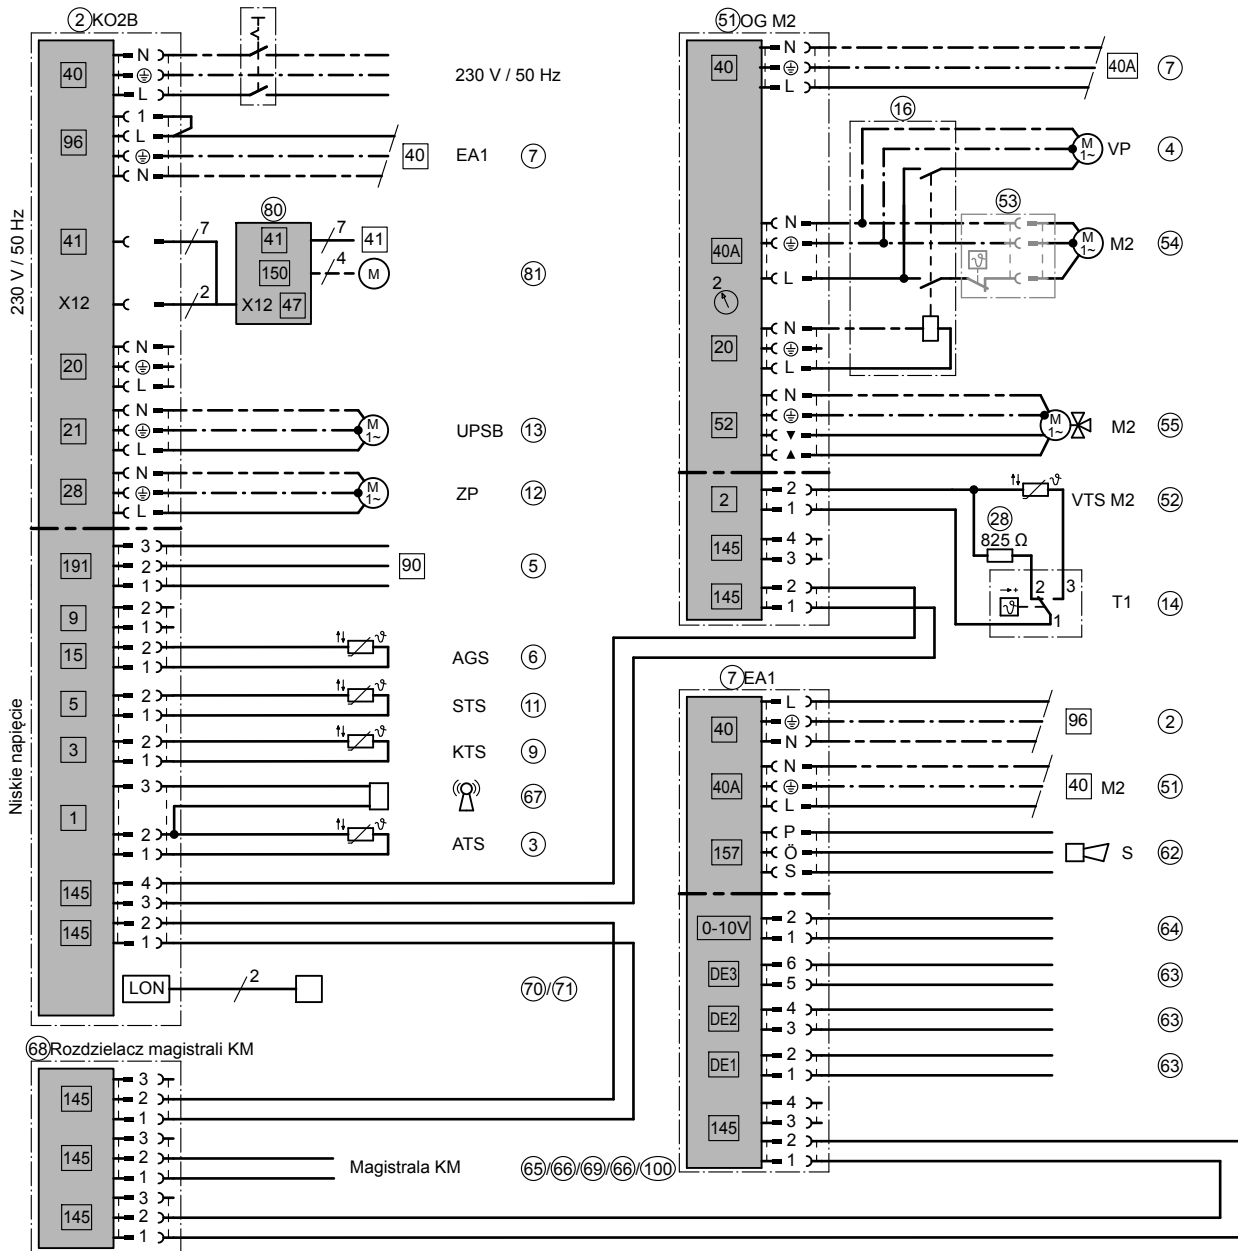 2 KO2B
230 V / 50 Hz
40
N
L
230 V / 50 Hz
96
1
L
N
40
EA1
7
41
7
X12
2
80
41
150
X12 47
7
41
4
M
81
20
N
L
21
N
L
M
1~
UPSB
13
28
N
L
M
1~
ZP
12
Niskie napięcie
191
3
2
1
90
5
9
2
1
15
2
1
ϑ
AGS
6
5
2
1
ϑ
STS
11
3
2
1
ϑ
KTS
9
1
3
67
2
1
ϑ
ATS
3
145
4
3
145
2
1
LON
2
70/71
68 Rozdzielacz magistrali KM
145
3
2
1
145
3
2
1
Magistrala KM
65/66/69/66/100
145
3
2
1
51 OG M2
40
N
L
40A
7
16
M
1~
VP
4
53
40A
N
L
ϑ
M
1~
M2
54
2
20
N
L
52
N
M
1~
M2
55
2
2
1
ϑ
VTS M2
52
28
825 Ω
145
4
3
145
2
1
2
3
1
ϑ
T1
14
7 EA1
40
L
N
96
2
40A
N
L
40
M2
51
157
P
Ö
S
S
62
0-10V
2
1
64
DE3
6
5
63
DE2
4
3
63
DE1
2
1
63
145
4
3
2
1